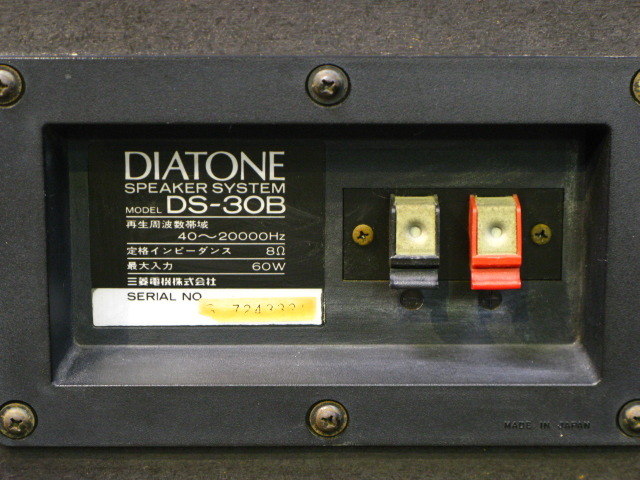 DIATONE
SPEAKER SYSTEM
MODEL DS-30B
再生周波数帯域
40〜20000Hz
定格インピーダンス 8Ω
最大入力 60W
三菱電機株式会社
SERIAL NO
MADE IN JAPAN